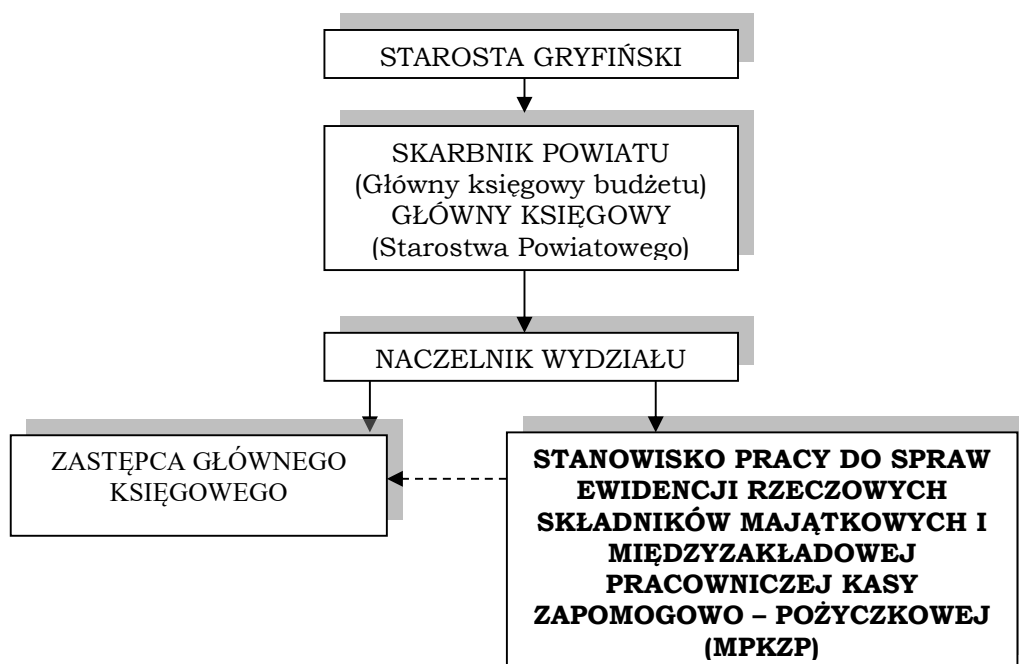 STAROSTA GRYFIŃSKI
SKARBNIK POWIATU
(Główny księgowy budżetu)
GŁÓWNY KSIĘGOWY
(Starostwa Powiatowego)
NACZELNIK WYDZIAŁU
ZASTĘPCA GŁÓWNEGO
KSIĘGOWEGO
STANOWISKO PRACY DO SPRAW
EWIDENCJI RZECZOWYCH
SKŁADNIKÓW MAJĄTKOWYCH I
MIĘDZYZAKŁADOWEJ
PRACOWNICZEJ KASY
ZAPOMOGOWO – POŻYCZKOWEJ
(MPKZP)